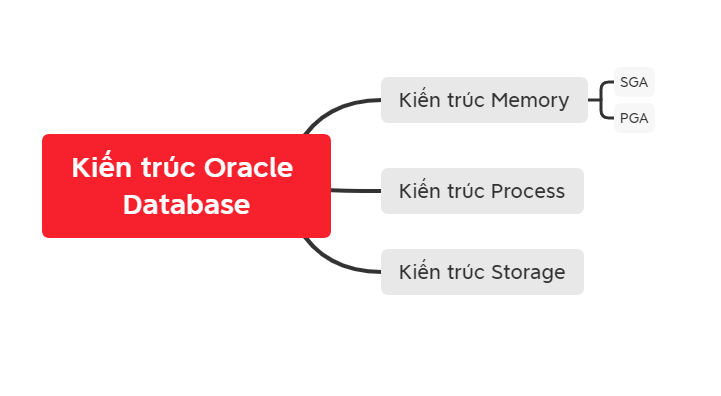 Kiến trúc Oracle
Database
Kiến trúc Memory
SGA
PGA
Kiến trúc Process
Kiến trúc Storage